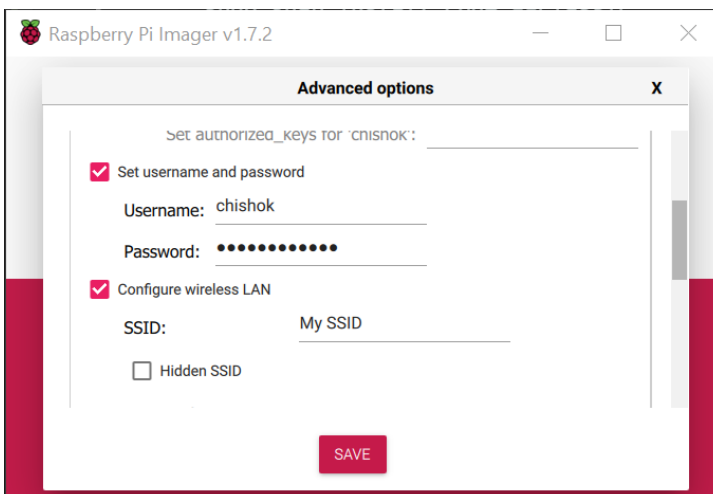 Raspberry Pi Imager v1.7.2
Advanced options X
Set authorized_keys for 'chishok':
Set username and password
Username: chishok
Password: ••••••••••••
Configure wireless LAN
SSID: My SSID
Hidden SSID
SAVE